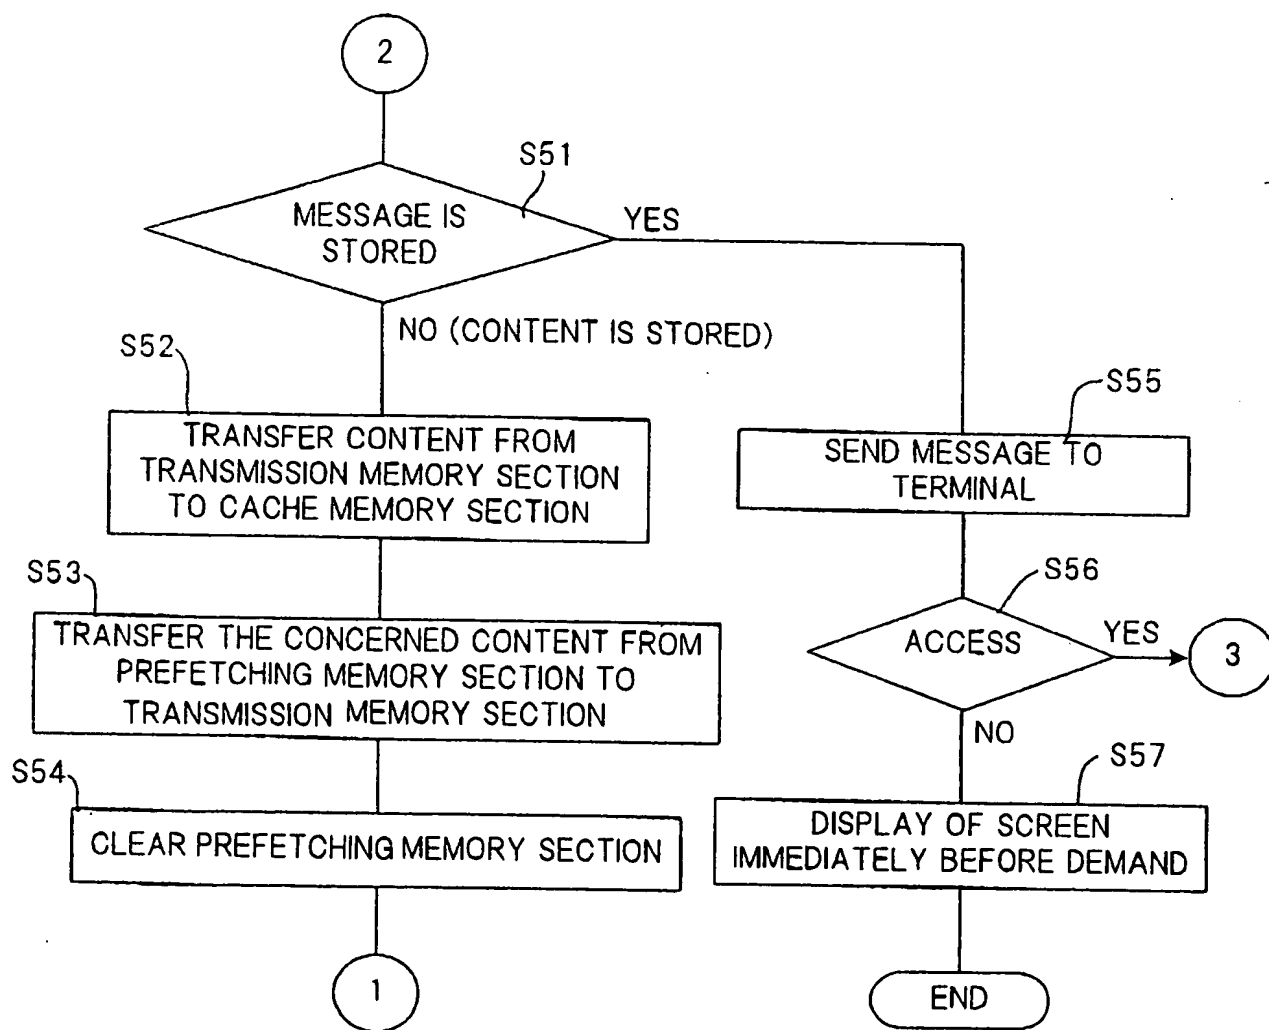 2
S51
MESSAGE IS
STORED
YES
NO (CONTENT IS STORED)
S52
TRANSFER CONTENT FROM
TRANSMISSION MEMORY SECTION
TO CACHE MEMORY SECTION
S53
TRANSFER THE CONCERNED CONTENT FROM
PREFETCHING MEMORY SECTION TO
TRANSMISSION MEMORY SECTION
S54
CLEAR PREFETCHING MEMORY SECTION
1
S55
SEND MESSAGE TO
TERMINAL
S56
ACCESS
YES
3
NO
S57
DISPLAY OF SCREEN
IMMEDIATELY BEFORE DEMAND
END